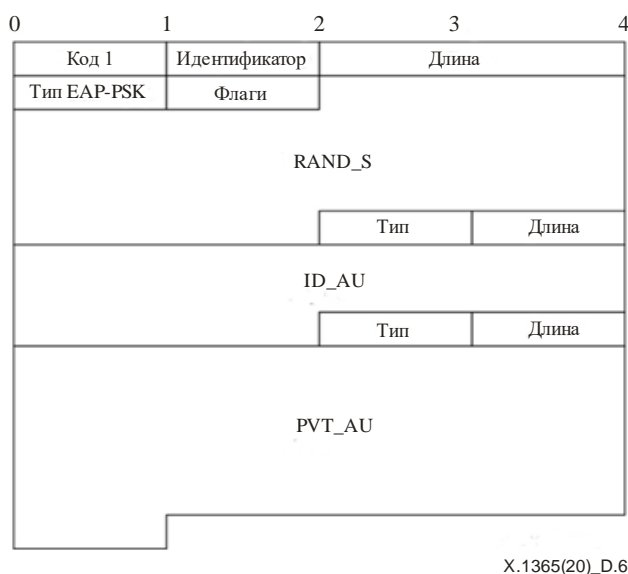 0 1 2 3 4
Код 1 Идентификатор Длина
Тип EAP-PSK Флаги
RAND_S
Тип Длина
ID_AU
Тип Длина
PVT_AU
X.1365(20)_D.6